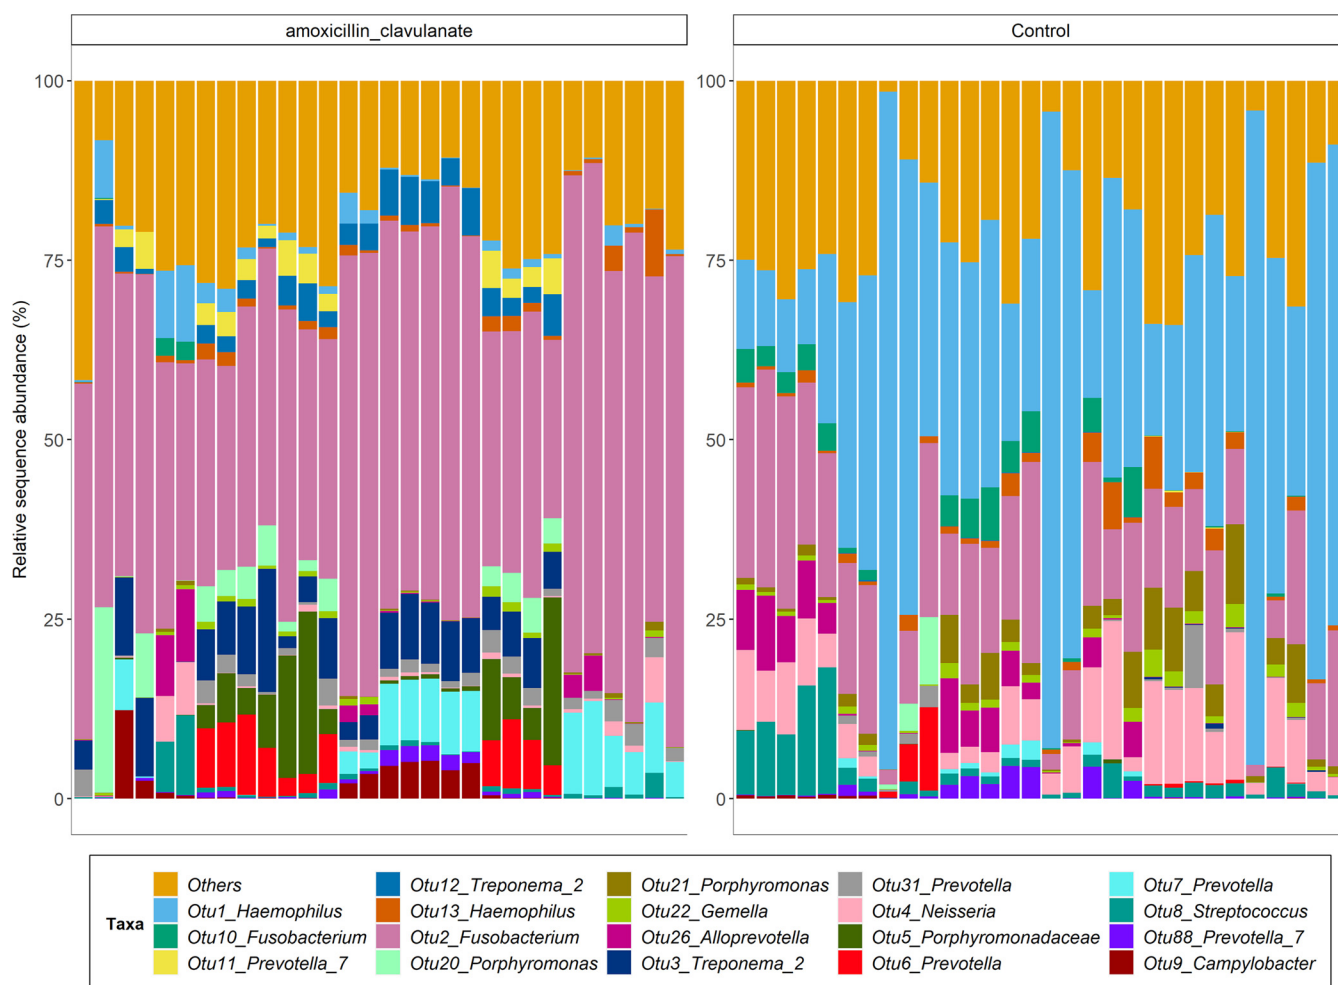 amoxicillin_clavulanate
Control
100
75
50
25
0
100
75
50
25
0
Relative sequence abundance (%)
Taxa
Others
Otu12_Treponema_2
Otu21_Porphyromonas
Otu31_Prevotella
Otu7_Prevotella
Otu1_Haemophilus
Otu13_Haemophilus
Otu22_Gemella
Otu4_Neisseria
Otu8_Streptococcus
Otu10_Fusobacterium
Otu2_Fusobacterium
Otu26_Alloprevotella
Otu5_Porphyromonadaceae
Otu88_Prevotella_7
Otu11_Prevotella_7
Otu20_Porphyromonas
Otu3_Treponema_2
Otu6_Prevotella
Otu9_Campylobacter